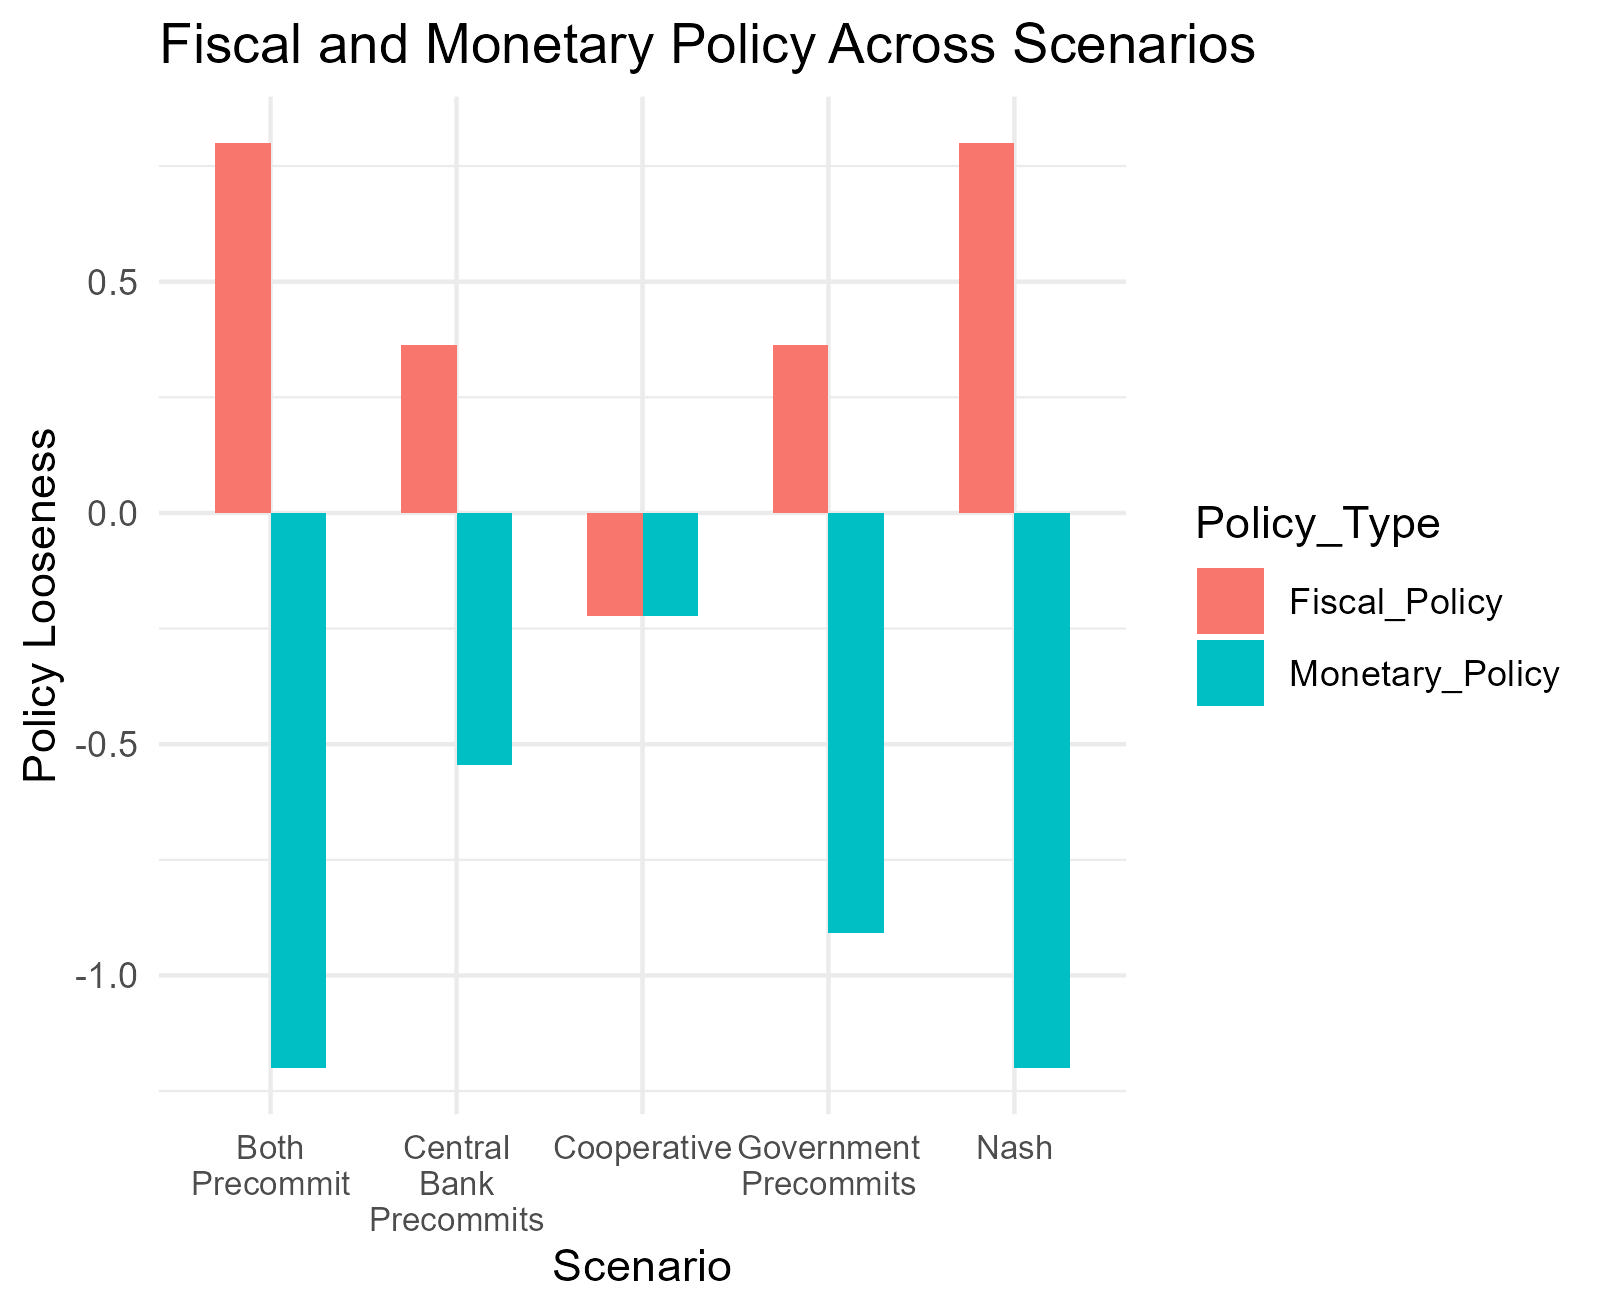 Fiscal and Monetary Policy Across Scenarios
Policy Looseness
0.5
0.0
-0.5
-1.0
Both
Precommit
Central
Bank
Precommits
Cooperative
Government
Precommits
Nash
Scenario
Policy_Type
Fiscal_Policy
Monetary_Policy